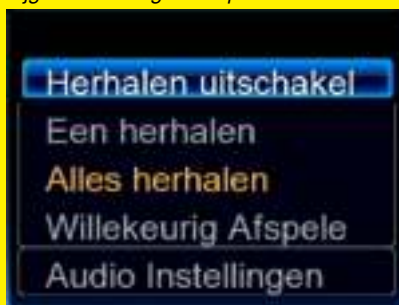 Herhalen uitschakel
Een herhalen
Alles herhalen
Willekeurig Afspele
Audio Instellingen